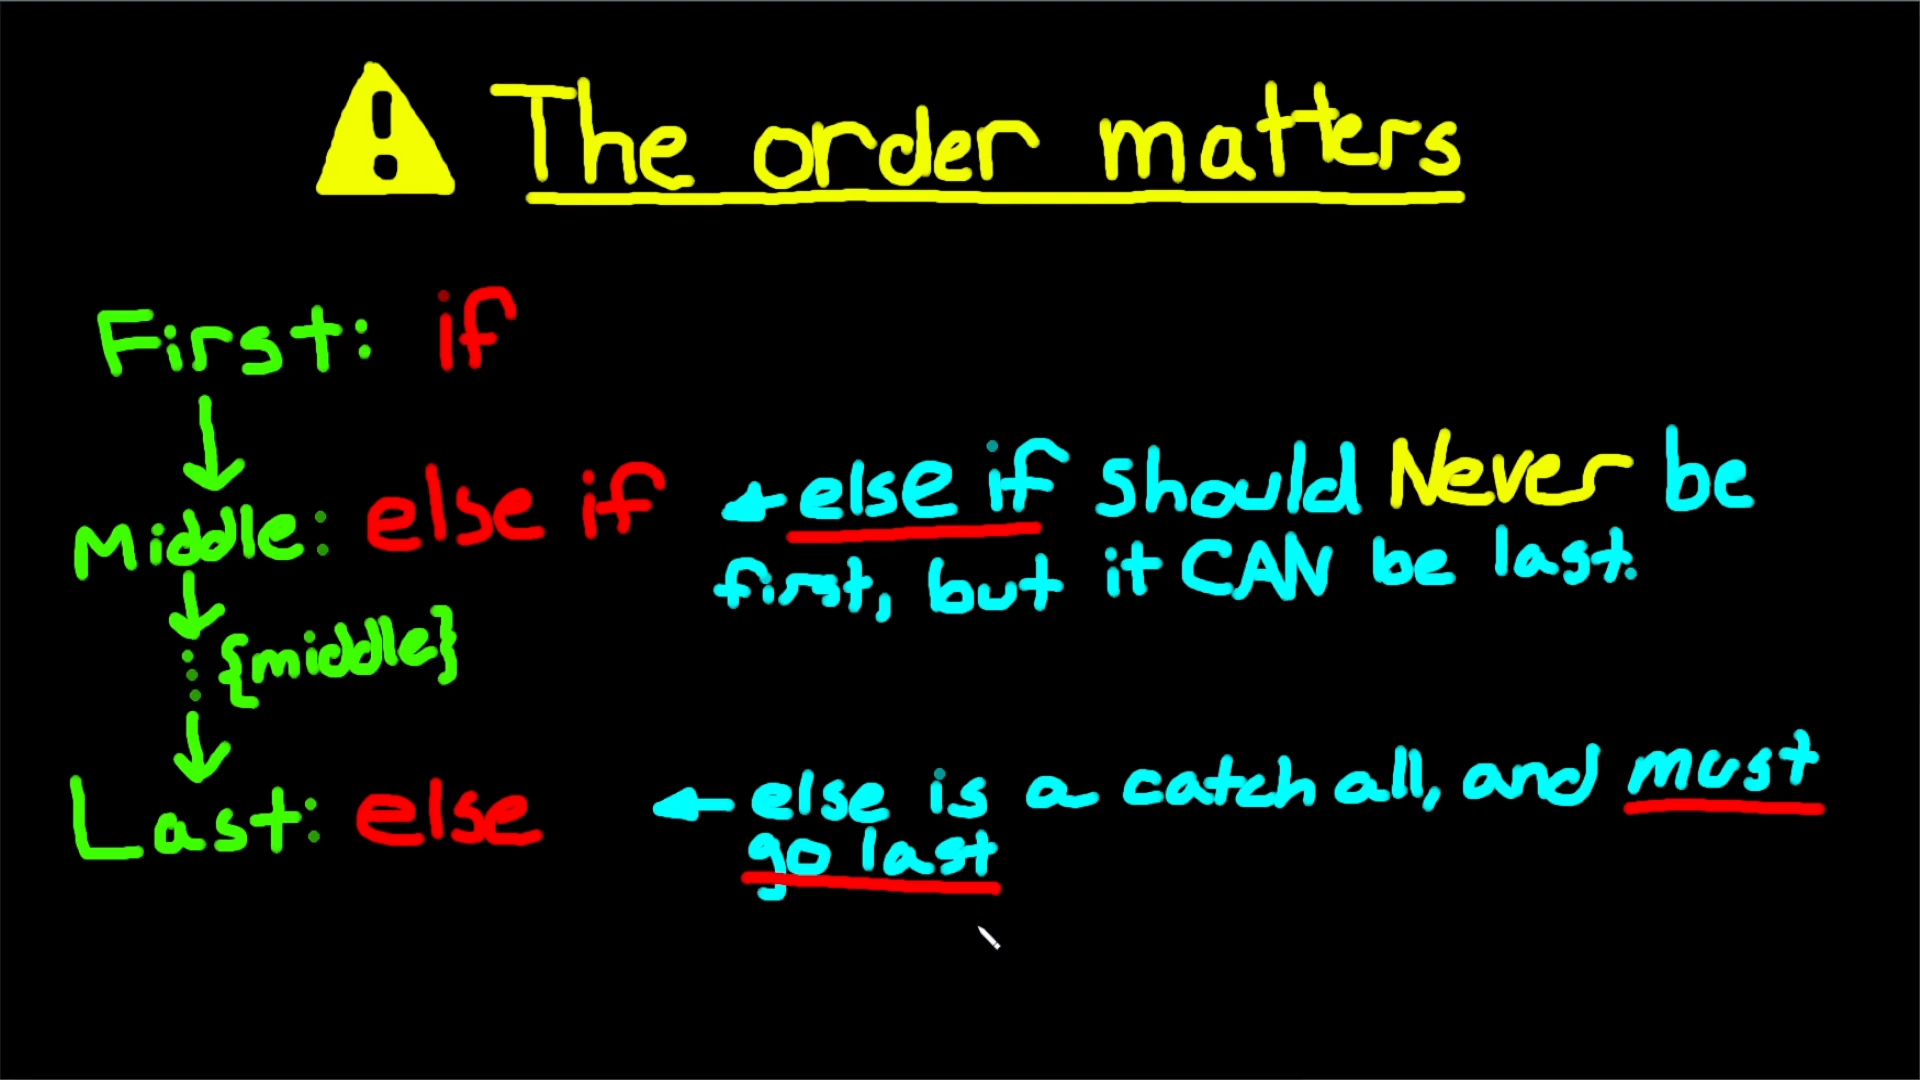 The order matters
First: if
Middle: else if
← else if should Never be
first, but it CAN be last.
{middle}
Last: else
← else is a catch all, and must
go last